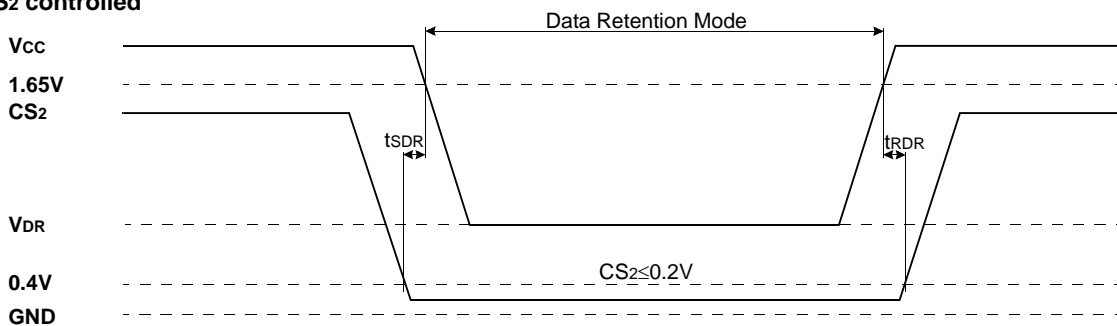 S2 controlled
Data Retention Mode
VCC
1.65V
CS2
tSDR
tRDR
VDR
CS2≤0.2V
0.4V
GND